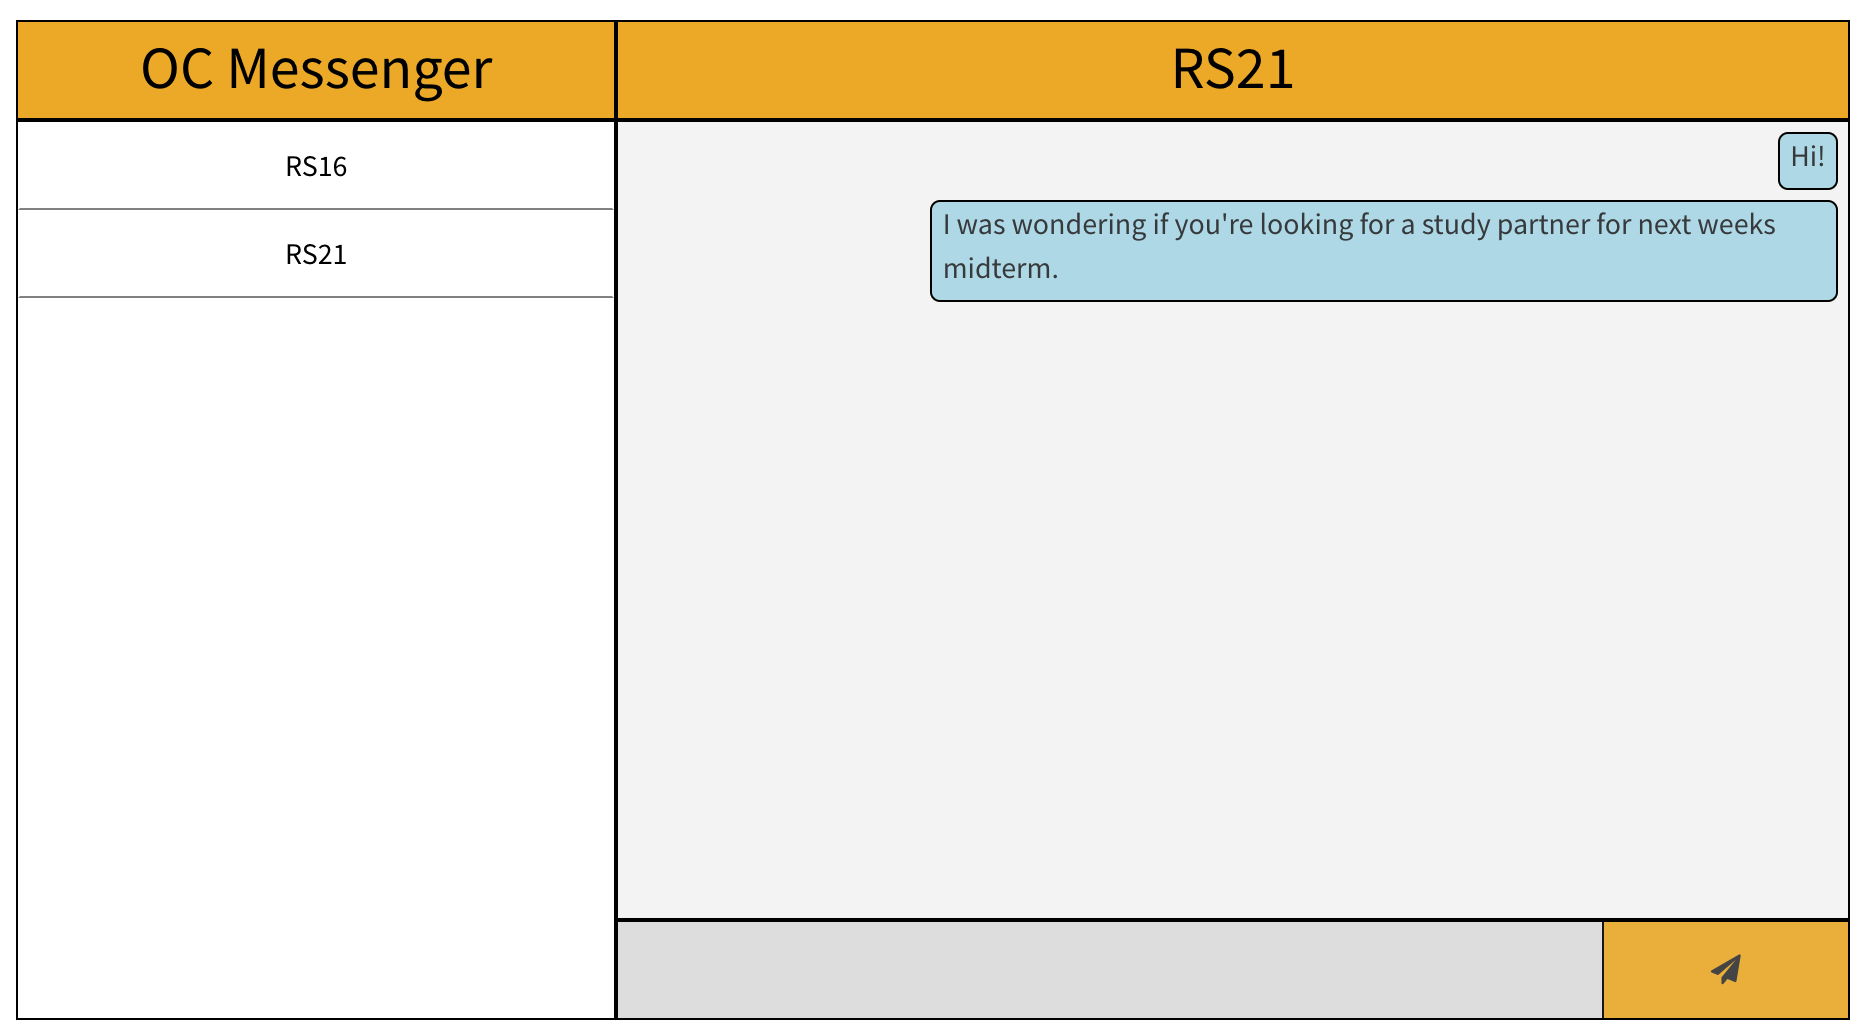 OC Messenger
RS21
RS16
RS21
Hi!
I was wondering if you're looking for a study partner for next weeks
midterm.